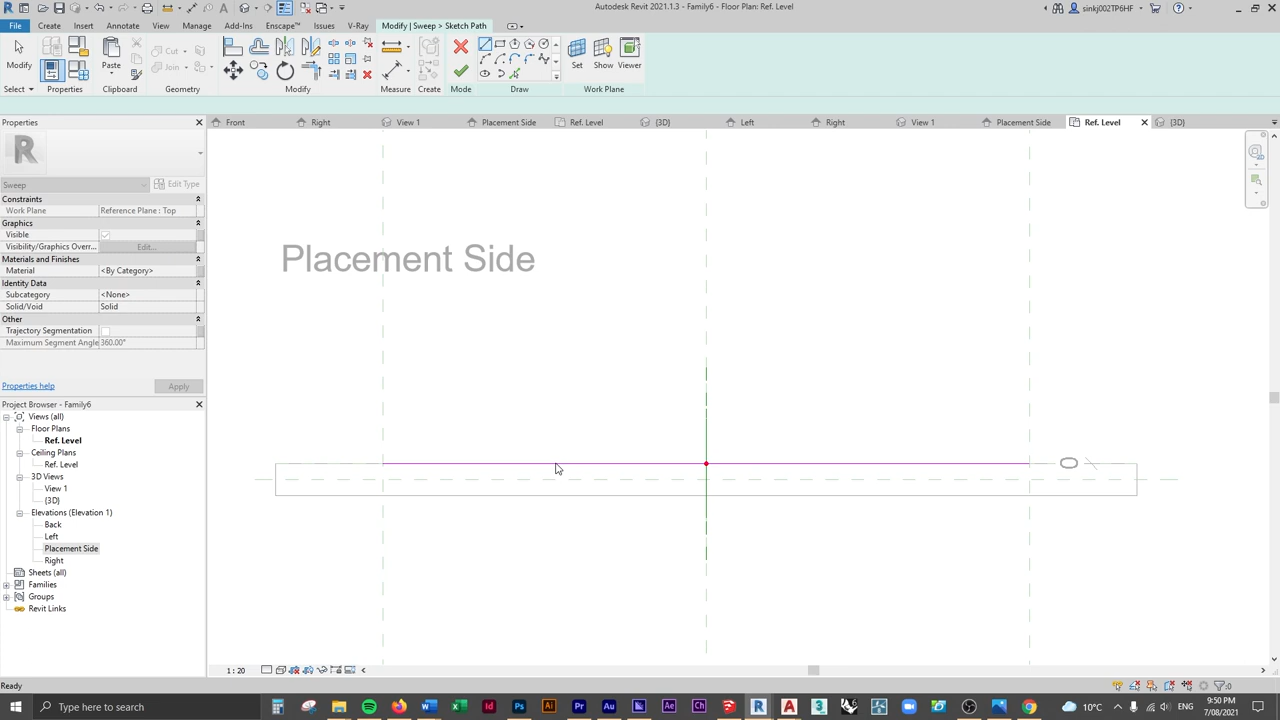 Autodesk Revit 2021.1.3 - Family6 - Floor Plan: Ref. Level
sinkj002TP6HF
File
Create
Insert
Annotate
View
Manage
Add-Ins
Enscape™
Issues
V-Ray
Modify | Sweep > Sketch Path
Modify
Paste
Cut
Join
Set
Show
Viewer
Select
Properties
Clipboard
Geometry
Modify
Measure
Create
Mode
Draw
Work Plane
Properties
Front
Right
View 1
Placement Side
Ref. Level
{3D}
Left
Right
View 1
Placement Side
Ref. Level
{3D}
Sweep
Edit Type
Constraints
Work Plane
Reference Plane : Top
Graphics
Visible
Visibility/Graphics Overr...
Edit...
Materials and Finishes
Material
<By Category>
Identity Data
Subcategory
<None>
Solid/Void
Solid
Other
Trajectory Segmentation
Maximum Segment Angle
360.00°
Properties help
Apply
Placement Side
Project Browser - Family6
Views (all)
Floor Plans
Ref. Level
Ceiling Plans
Ref. Level
3D Views
View 1
{3D}
Elevations (Elevation 1)
Back
Left
Placement Side
Right
Sheets (all)
Families
Groups
Revit Links
1 : 20
Ready
:0
Type here to search
10°C
ENG
9:50 PM
7/08/2021